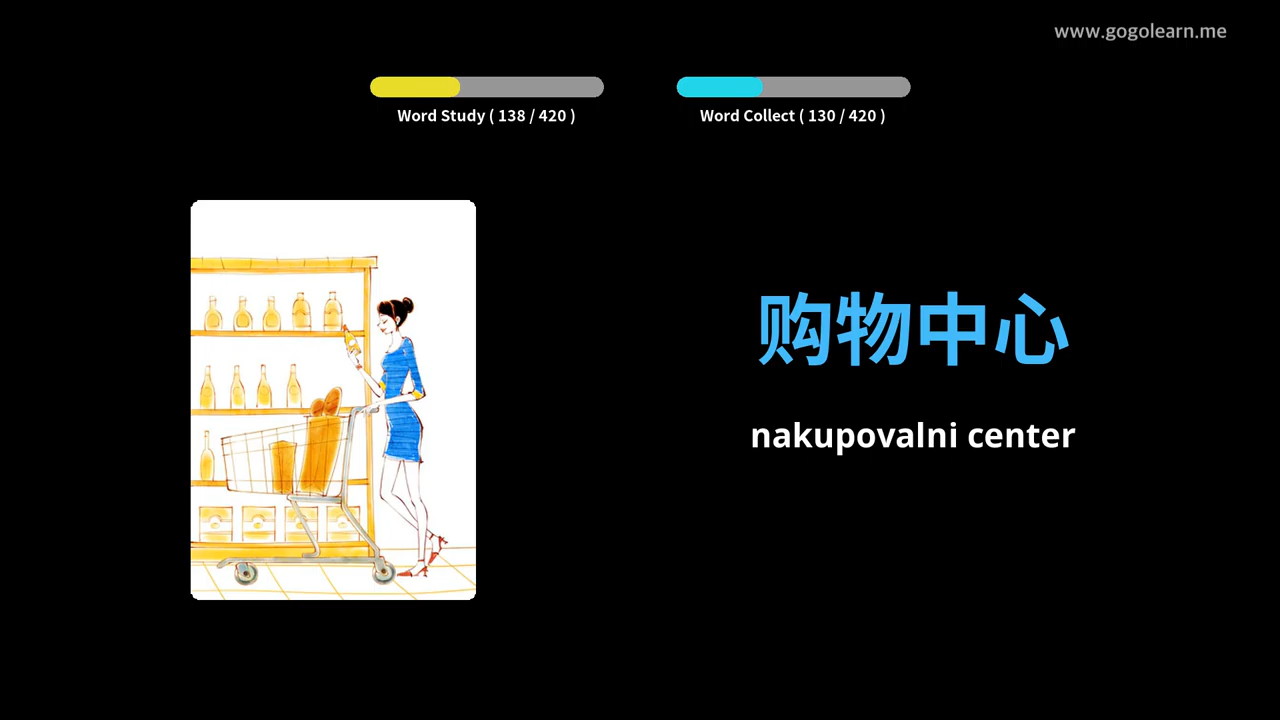 www.gogolearn.me
Word Study ( 138 / 420 )
Word Collect ( 130 / 420 )
购物中心
nakupovalni center